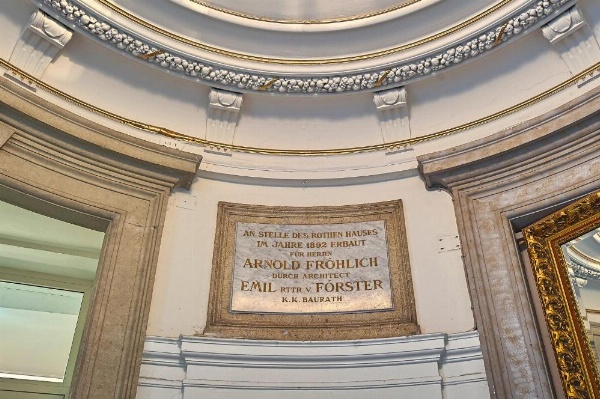 AN STELLE DES ROTHEN HAUSES
IM JAHRE 1892 ERBAUT
FÜR HERRN
ARNOLD FRÖHLICH
DURCH ARCHITECT
EMIL RTTR V. FÖRSTER
K.K. BAURATH